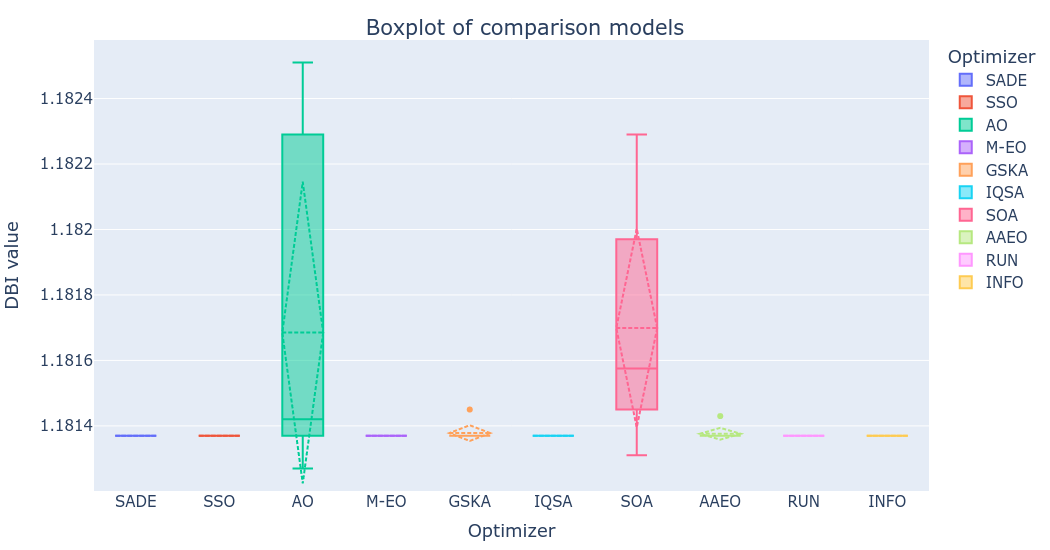 Boxplot of comparison models
DBI value
1.1824
1.1822
1.182
1.1818
1.1816
1.1814
SADE SSO AO M-EO GSKA IQSA SOA AAEO RUN INFO
Optimizer
Optimizer
SADE
SSO
AO
M-EO
GSKA
IQSA
SOA
AAEO
RUN
INFO